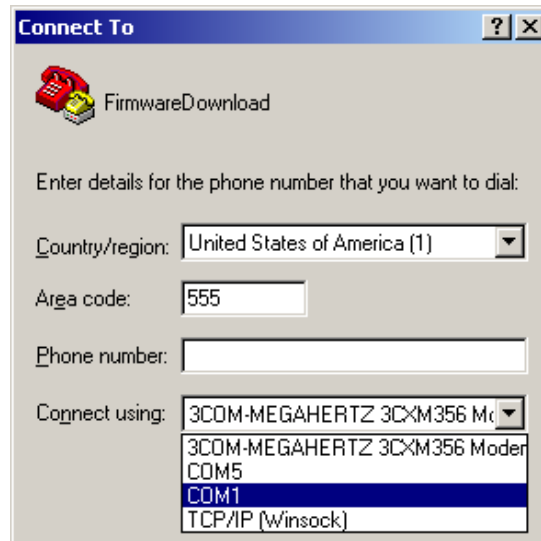 Connect To
FirmwareDownload
Enter details for the phone number that you want to dial:
Country/region: United States of America (1)
Area code: 555
Phone number:
Connect using: 3COM-MEGAHERTZ 3CXM356 Mo
3COM-MEGAHERTZ 3CXM356 Moder
COM5
COM1
TCP/IP (Winsock)